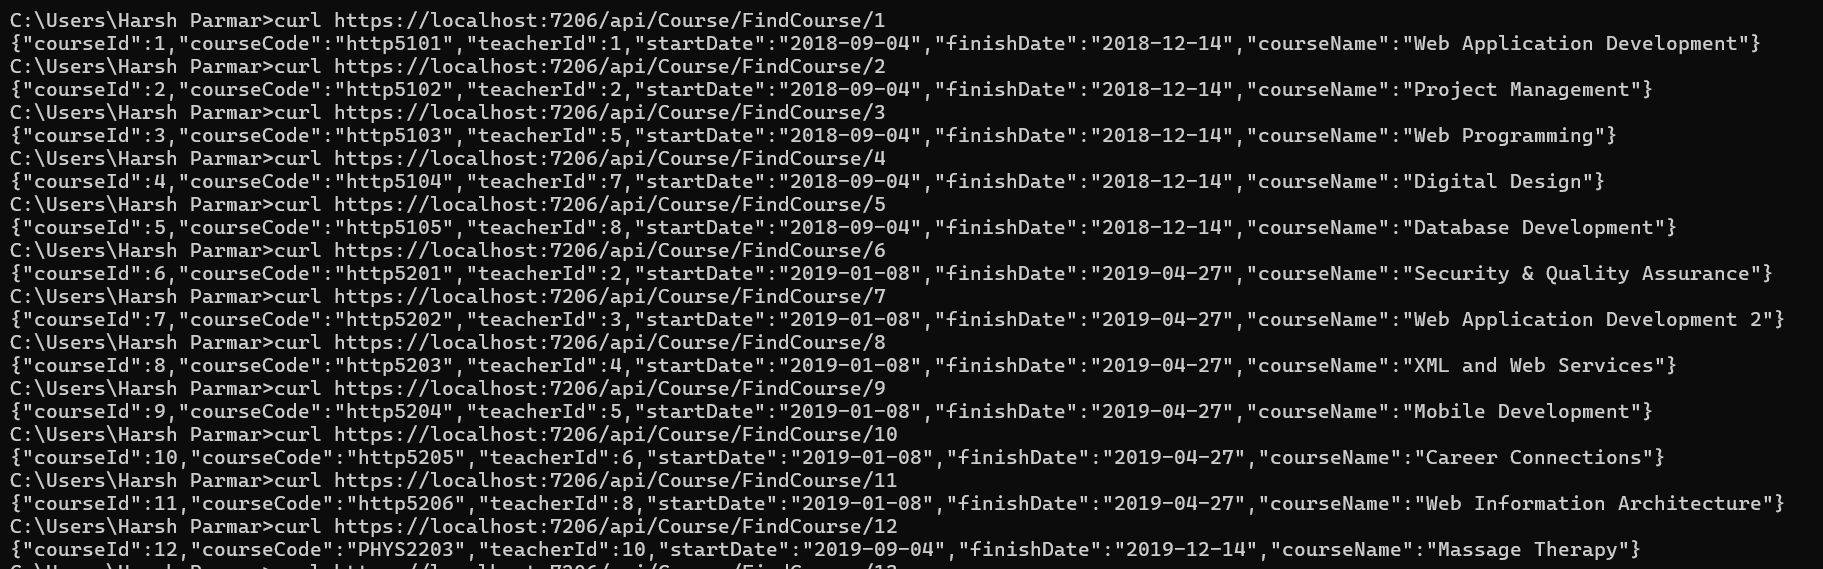 C:\Users\Harsh Parmar>curl https://localhost:7206/api/Course/FindCourse/1
{"courseId":1,"courseCode":"http5101","teacherId":1,"startDate":"2018-09-04","finishDate":"2018-12-14","courseName":"Web Application Development"}
C:\Users\Harsh Parmar>curl https://localhost:7206/api/Course/FindCourse/2
{"courseId":2,"courseCode":"http5102","teacherId":2,"startDate":"2018-09-04","finishDate":"2018-12-14","courseName":"Project Management"}
C:\Users\Harsh Parmar>curl https://localhost:7206/api/Course/FindCourse/3
{"courseId":3,"courseCode":"http5103","teacherId":5,"startDate":"2018-09-04","finishDate":"2018-12-14","courseName":"Web Programming"}
C:\Users\Harsh Parmar>curl https://localhost:7206/api/Course/FindCourse/4
{"courseId":4,"courseCode":"http5104","teacherId":7,"startDate":"2018-09-04","finishDate":"2018-12-14","courseName":"Digital Design"}
C:\Users\Harsh Parmar>curl https://localhost:7206/api/Course/FindCourse/5
{"courseId":5,"courseCode":"http5105","teacherId":8,"startDate":"2018-09-04","finishDate":"2018-12-14","courseName":"Database Development"}
C:\Users\Harsh Parmar>curl https://localhost:7206/api/Course/FindCourse/6
{"courseId":6,"courseCode":"http5201","teacherId":2,"startDate":"2019-01-08","finishDate":"2019-04-27","courseName":"Security & Quality Assurance"}
C:\Users\Harsh Parmar>curl https://localhost:7206/api/Course/FindCourse/7
{"courseId":7,"courseCode":"http5202","teacherId":3,"startDate":"2019-01-08","finishDate":"2019-04-27","courseName":"Web Application Development 2"}
C:\Users\Harsh Parmar>curl https://localhost:7206/api/Course/FindCourse/8
{"courseId":8,"courseCode":"http5203","teacherId":4,"startDate":"2019-01-08","finishDate":"2019-04-27","courseName":"XML and Web Services"}
C:\Users\Harsh Parmar>curl https://localhost:7206/api/Course/FindCourse/9
{"courseId":9,"courseCode":"http5204","teacherId":5,"startDate":"2019-01-08","finishDate":"2019-04-27","courseName":"Mobile Development"}
C:\Users\Harsh Parmar>curl https://localhost:7206/api/Course/FindCourse/10
{"courseId":10,"courseCode":"http5205","teacherId":6,"startDate":"2019-01-08","finishDate":"2019-04-27","courseName":"Career Connections"}
C:\Users\Harsh Parmar>curl https://localhost:7206/api/Course/FindCourse/11
{"courseId":11,"courseCode":"http5206","teacherId":8,"startDate":"2019-01-08","finishDate":"2019-04-27","courseName":"Web Information Architecture"}
C:\Users\Harsh Parmar>curl https://localhost:7206/api/Course/FindCourse/12
{"courseId":12,"courseCode":"PHYS2203","teacherId":10,"startDate":"2019-09-04","finishDate":"2019-12-14","courseName":"Massage Therapy"}